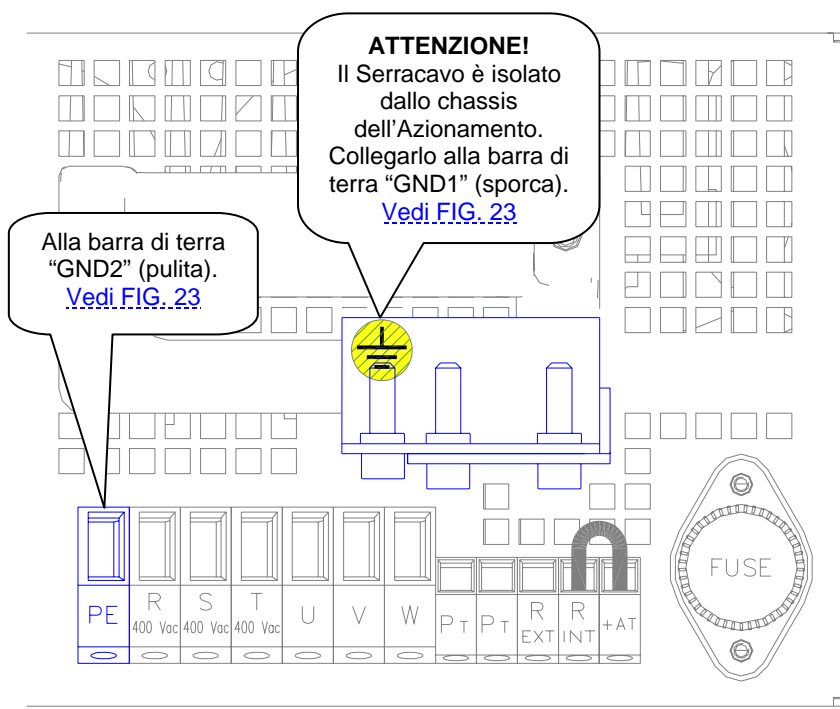 ATTENZIONE!
Il Serracavo è isolato
dallo chassis
dell'Azionamento.
Collegarlo alla barra di
terra "GND1" (sporca).
Vedi FIG. 23
Alla barra di terra
"GND2" (pulita).
Vedi FIG. 23
FUSE
PE
R
400 Vac
S
400 Vac
T
400 Vac
U
V
W
PT
PT
R
EXT
R
INT
+AT